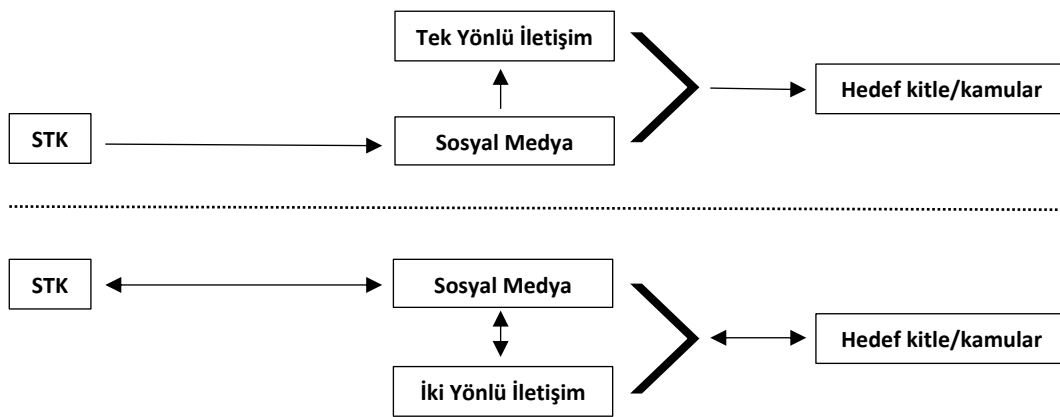 Tek Yönlü İletişim
Hedef kitle/kamular
STK
Sosyal Medya
STK
Sosyal Medya
Hedef kitle/kamular
İki Yönlü İletişim